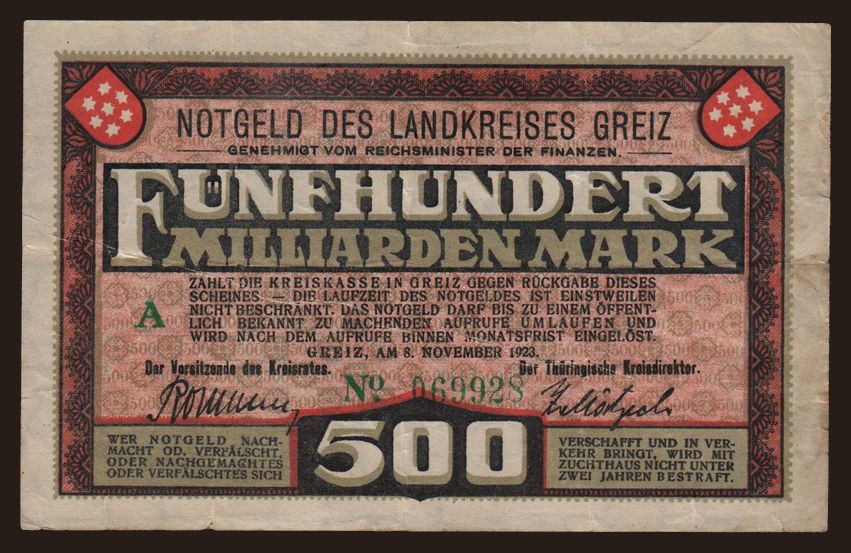 NOTGELD DES LANDKREISES GREIZ
GENEHMIGT VOM REICHSMINISTER DER FINANZEN.
FÜNFHUNDERT
MILLIARDEN MARK
ZAHLT DIE KREISKASSE IN GREIZ GEGEN RÜCKGABE DIESES
SCHEINES. — DIE LAUFZEIT DES NOTGELDES IST EINSTWEILEN
NICHT BESCHRÄNKT. DAS NOTGELD DARF BIS ZU EINEM ÖFFENT-
LICH BEKANNT ZU MACHENDEN AUFRUFE UMLAUFEN UND
WIRD NACH DEM AUFRUFE BINNEN MONATSFRIST EINGELÖST.
A
GREIZ, AM 8. NOVEMBER 1923.
Der Vorsitzende des Kreisrates.
Der Thüringische Kreisdirektor.
No 069928
WER NOTGELD NACH-
MACHT OD. VERFÄLSCHT,
ODER NACHGEMACHTES
ODER VERFÄLSCHTES SICH
500
VERSCHAFFT UND IN VER-
KEHR BRINGT, WIRD MIT
ZUCHTHAUS NICHT UNTER
ZWEI JAHREN BESTRAFT.